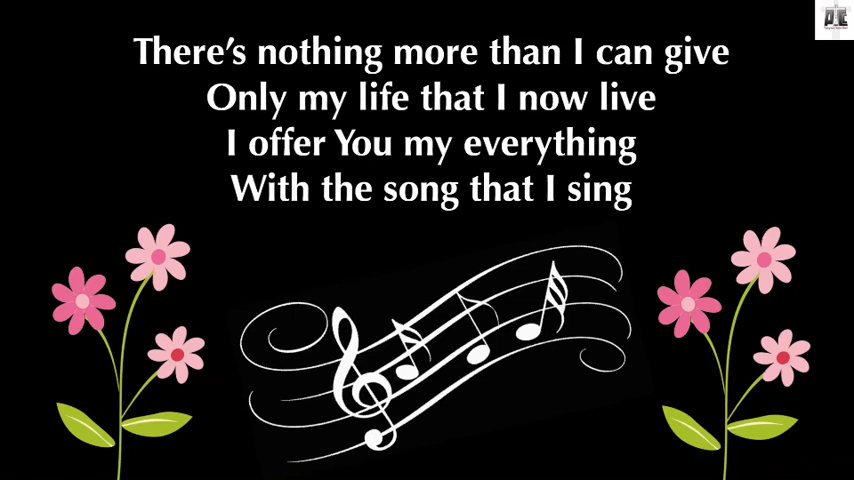 There's nothing more than I can give
Only my life that I now live
I offer You my everything
With the song that I sing